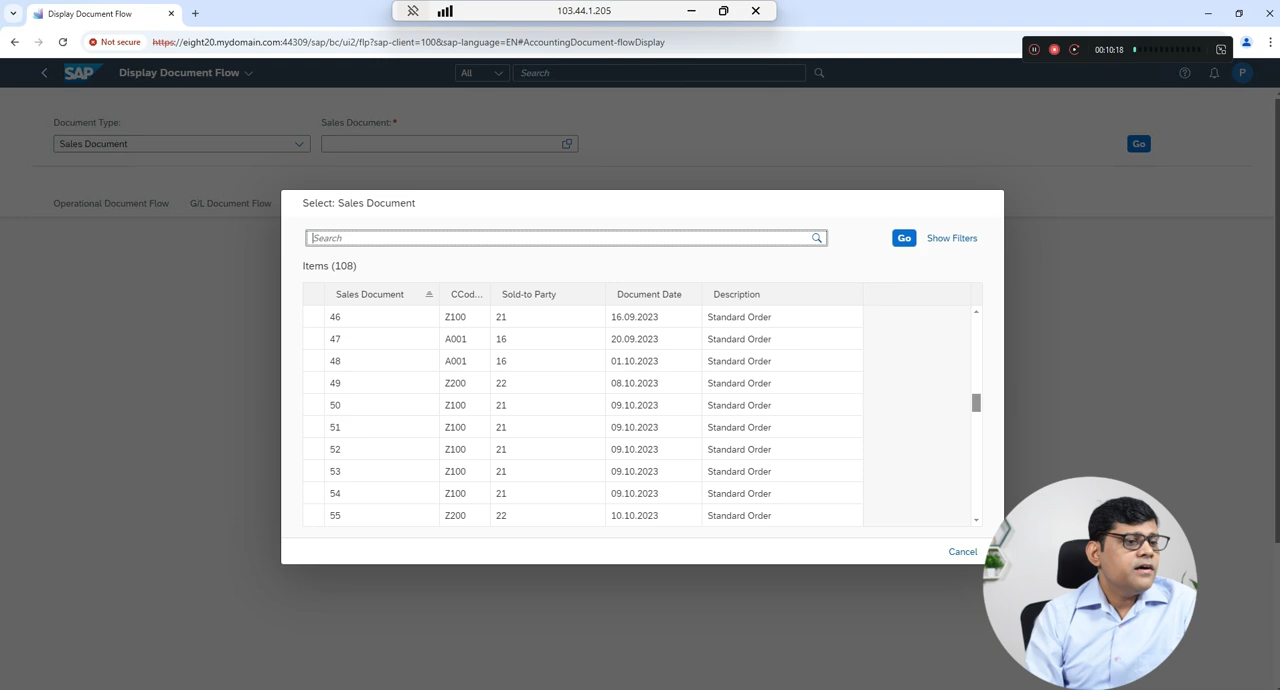 Display Document Flow
103.44.1.205
Not secure https://eight20.mydomain.com:44309/sap/bc/ui2/flp?sap-client=100&sap-language=EN#AccountingDocument-flowDisplay
00:10:18
SAP Display Document Flow All Search P
Document Type: Sales Document:*
Sales Document Go
Operational Document Flow G/L Document Flow
Select: Sales Document
Search Go Show Filters
Items (108)
Sales Document CCod... Sold-to Party Document Date Description
46 Z100 21 16.09.2023 Standard Order
47 A001 16 20.09.2023 Standard Order
48 A001 16 01.10.2023 Standard Order
49 Z200 22 08.10.2023 Standard Order
50 Z100 21 09.10.2023 Standard Order
51 Z100 21 09.10.2023 Standard Order
52 Z100 21 09.10.2023 Standard Order
53 Z100 21 09.10.2023 Standard Order
54 Z100 21 09.10.2023 Standard Order
55 Z200 22 10.10.2023 Standard Order
Cancel